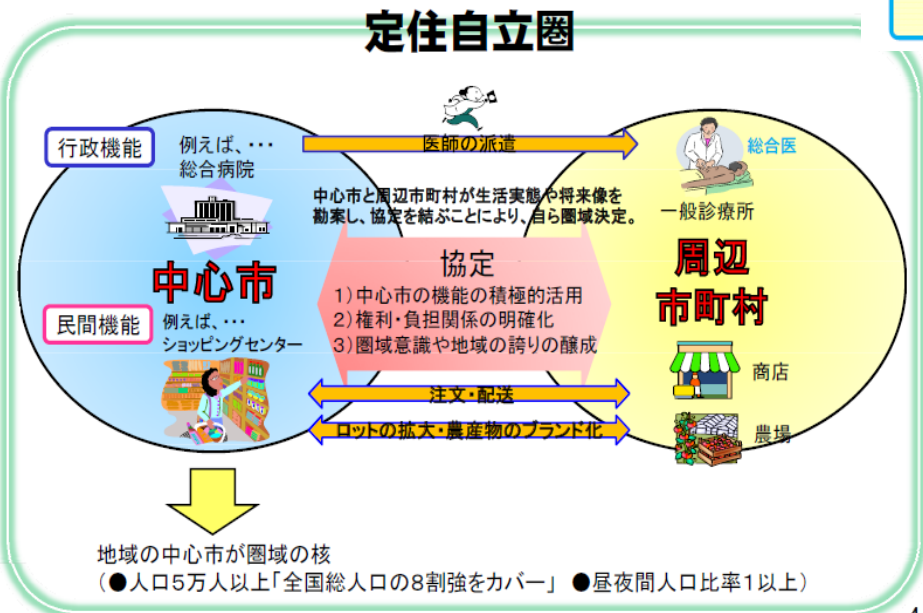 定住自立圏
行政機能
例えば、･･･
総合病院
医師の派遣
総合医
一般診療所
中心市と周辺市町村が生活実態や将来像を
勘案し、協定を結ぶことにより、自ら圏域決定。
中心市
周辺
市町村
協定
1)中心市の機能の積極的活用
2)権利・負担関係の明確化
3)圏域意識や地域の誇りの醸成
民間機能
例えば、･･･
ショッピングセンター
商店
注文・配送
ロットの拡大・農産物のブランド化
農場
地域の中心市が圏域の核
(●人口5万人以上「全国総人口の8割強をカバー」 ●昼夜間人口比率1以上)